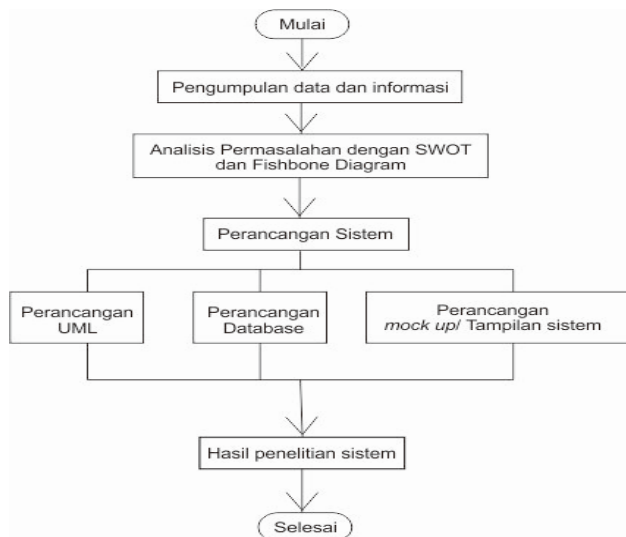 Mulai
Pengumpulan data dan informasi
Analisis Permasalahan dengan SWOT
dan Fishbone Diagram
Perancangan Sistem
Perancangan
UML
Perancangan
Database
Perancangan
mock up/ Tampilan sistem
Hasil penelitian sistem
Selesai